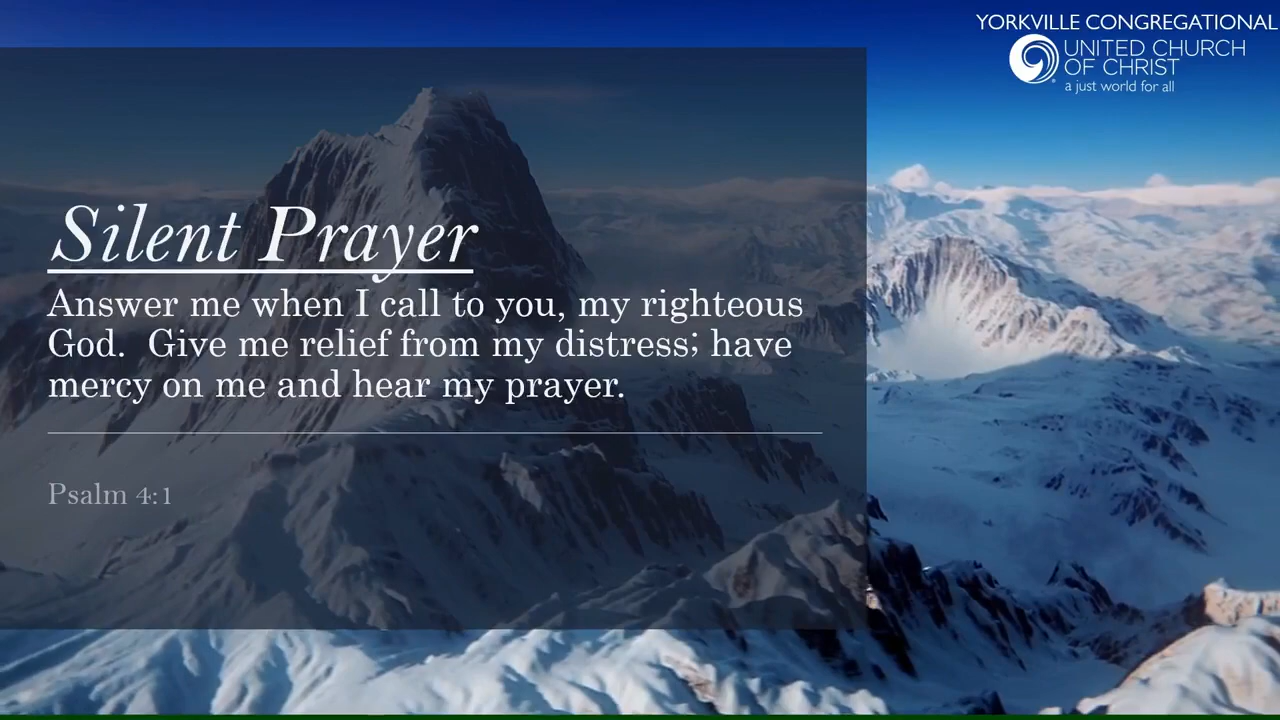 YORKVILLE CONGREGATIONAL
UNITED CHURCH
OF CHRIST
a just world for all
Silent Prayer
Answer me when I call to you, my righteous
God.  Give me relief from my distress; have
mercy on me and hear my prayer.
Psalm 4:1